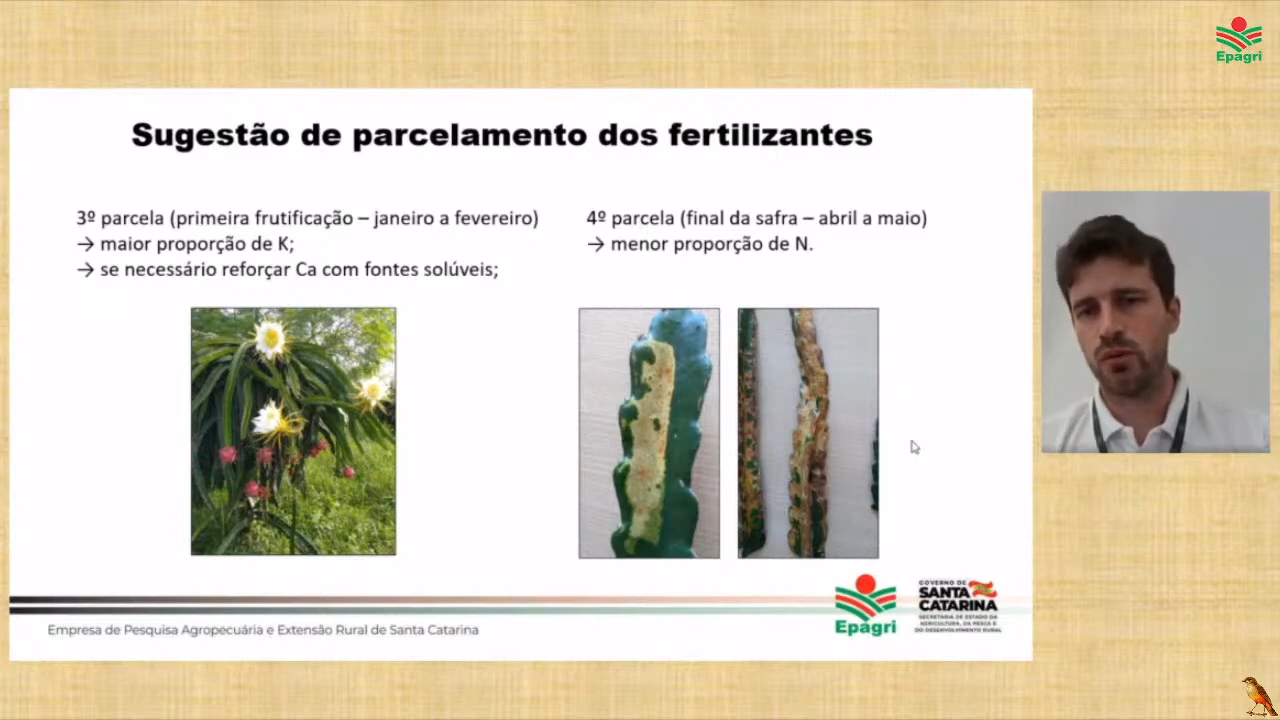 Epagri
Sugestão de parcelamento dos fertilizantes
3º parcela (primeira frutificação – janeiro a fevereiro)
→ maior proporção de K;
→ se necessário reforçar Ca com fontes solúveis;
4º parcela (final da safra – abril a maio)
→ menor proporção de N.
Empresa de Pesquisa Agropecuária e Extensão Rural de Santa Catarina
Epagri
GOVERNO DE
SANTA
CATARINA
SECRETARIA DE ESTADO DA
AGRICULTURA, DA PESCA E
DO DESENVOLVIMENTO RURAL